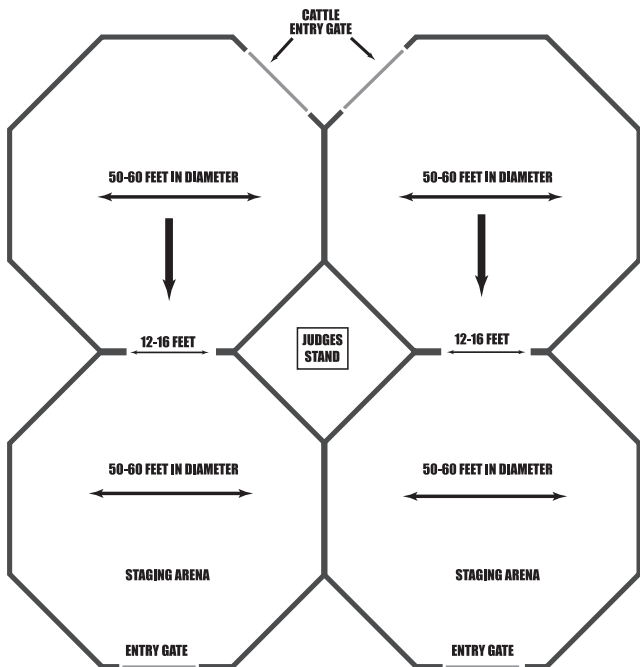 CATTLE
ENTRY GATE
50-60 FEET IN DIAMETER
50-60 FEET IN DIAMETER
12-16 FEET
JUDGES
STAND
12-16 FEET
50-60 FEET IN DIAMETER
50-60 FEET IN DIAMETER
STAGING ARENA
STAGING ARENA
ENTRY GATE
ENTRY GATE